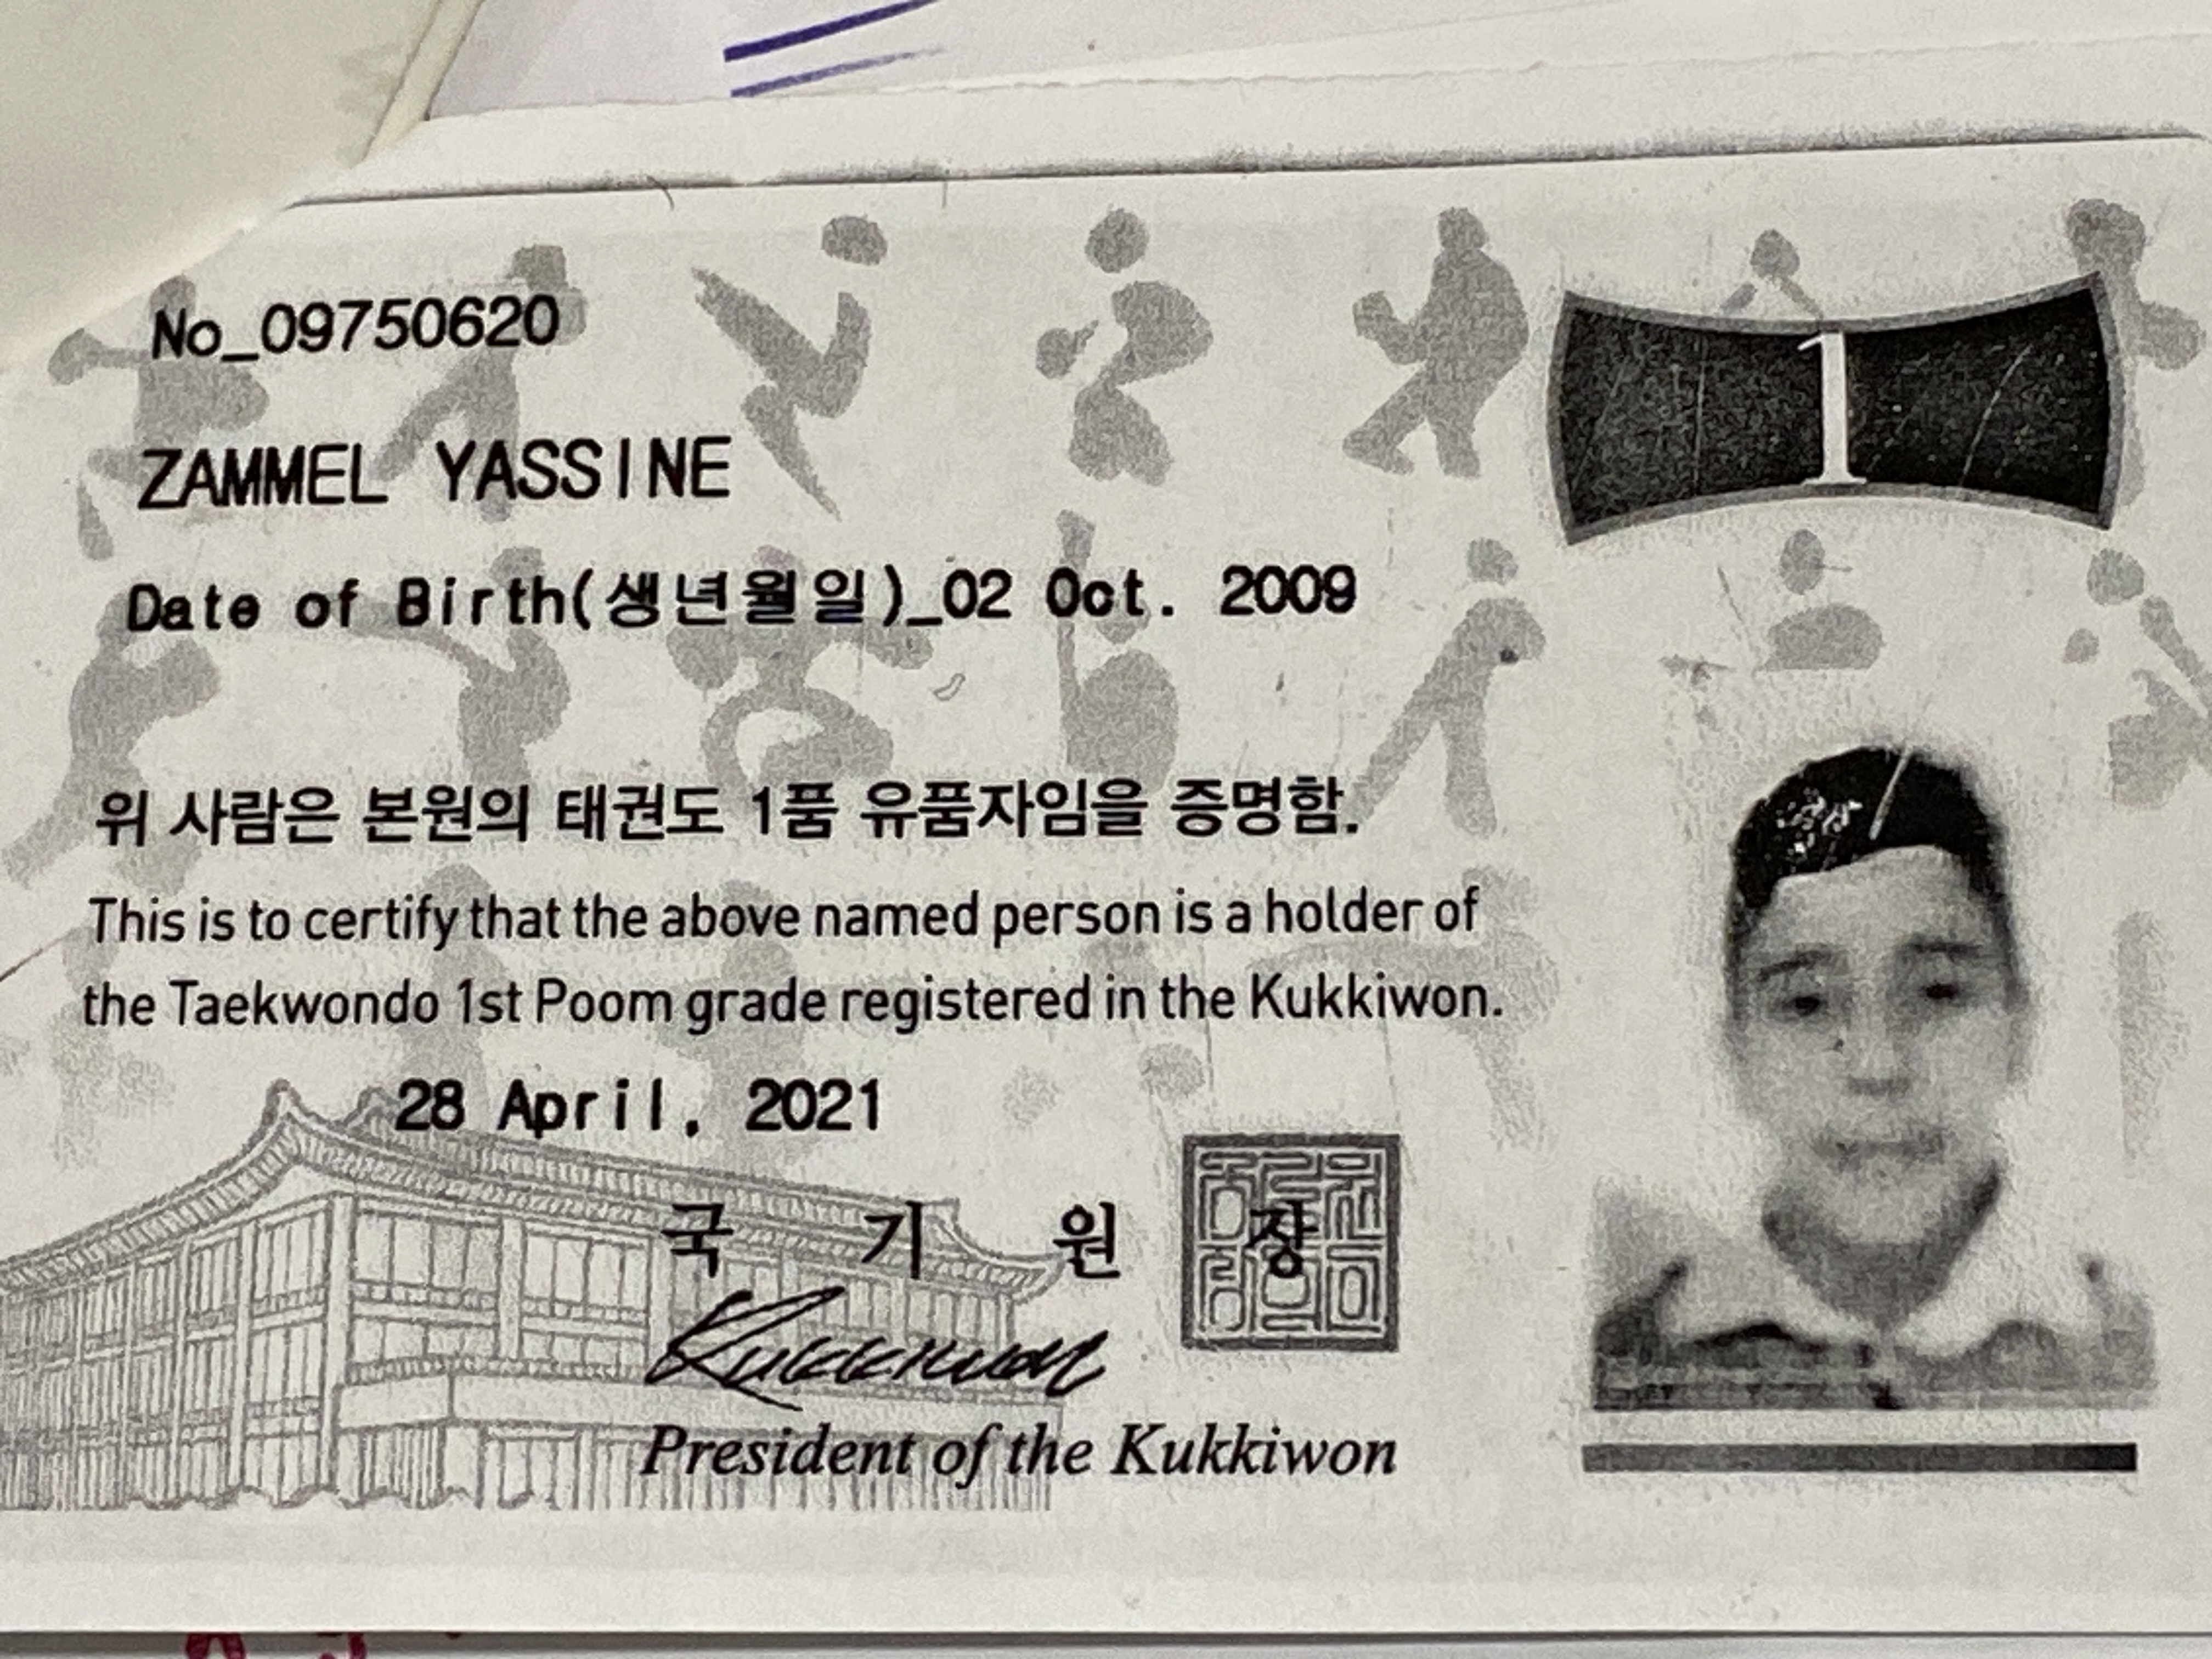 No_09750620
1
ZAMMEL YASSINE
Date of Birth(생년월일)_02 Oct. 2009
위 사람은 본원의 태권도 1품 유품자임을 증명함.
This is to certify that the above named person is a holder of
the Taekwondo 1st Poom grade registered in the Kukkiwon.
28 April, 2021
국 기 원 장
Kukkiwon
President of the Kukkiwon